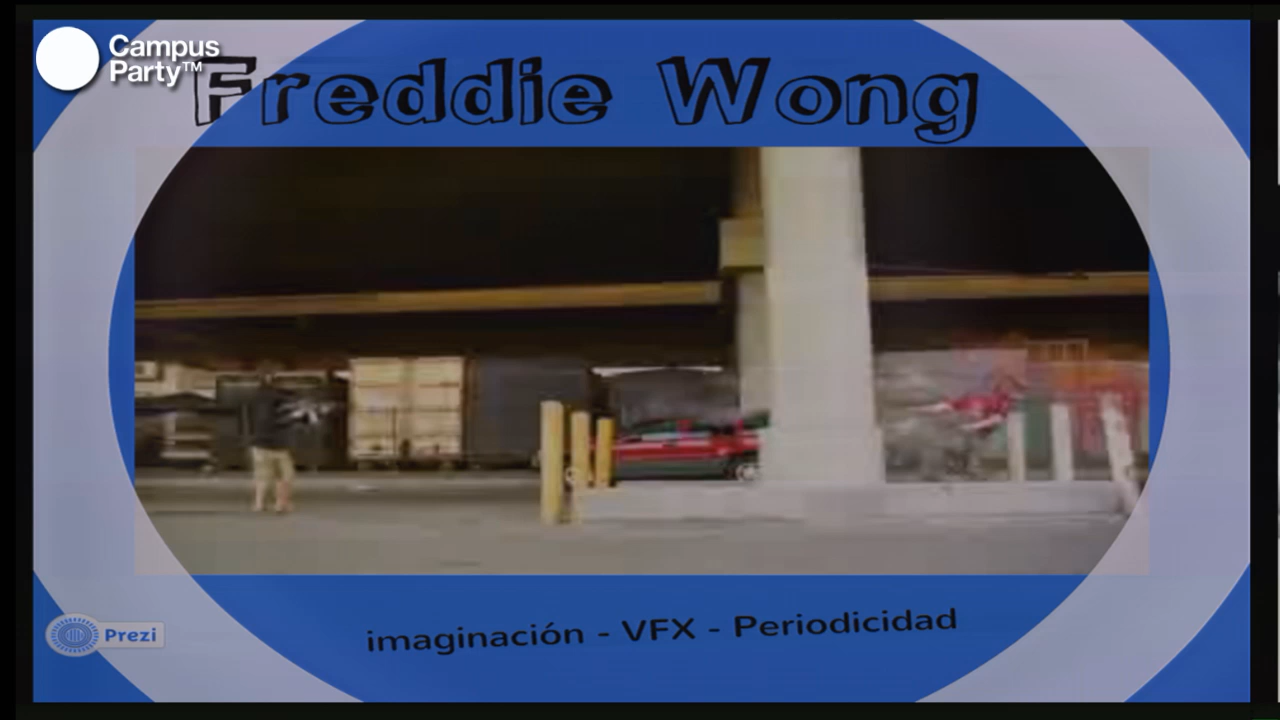 Campus
Party™
Freddie Wong
imaginación - VFX - Periodicidad
Prezi